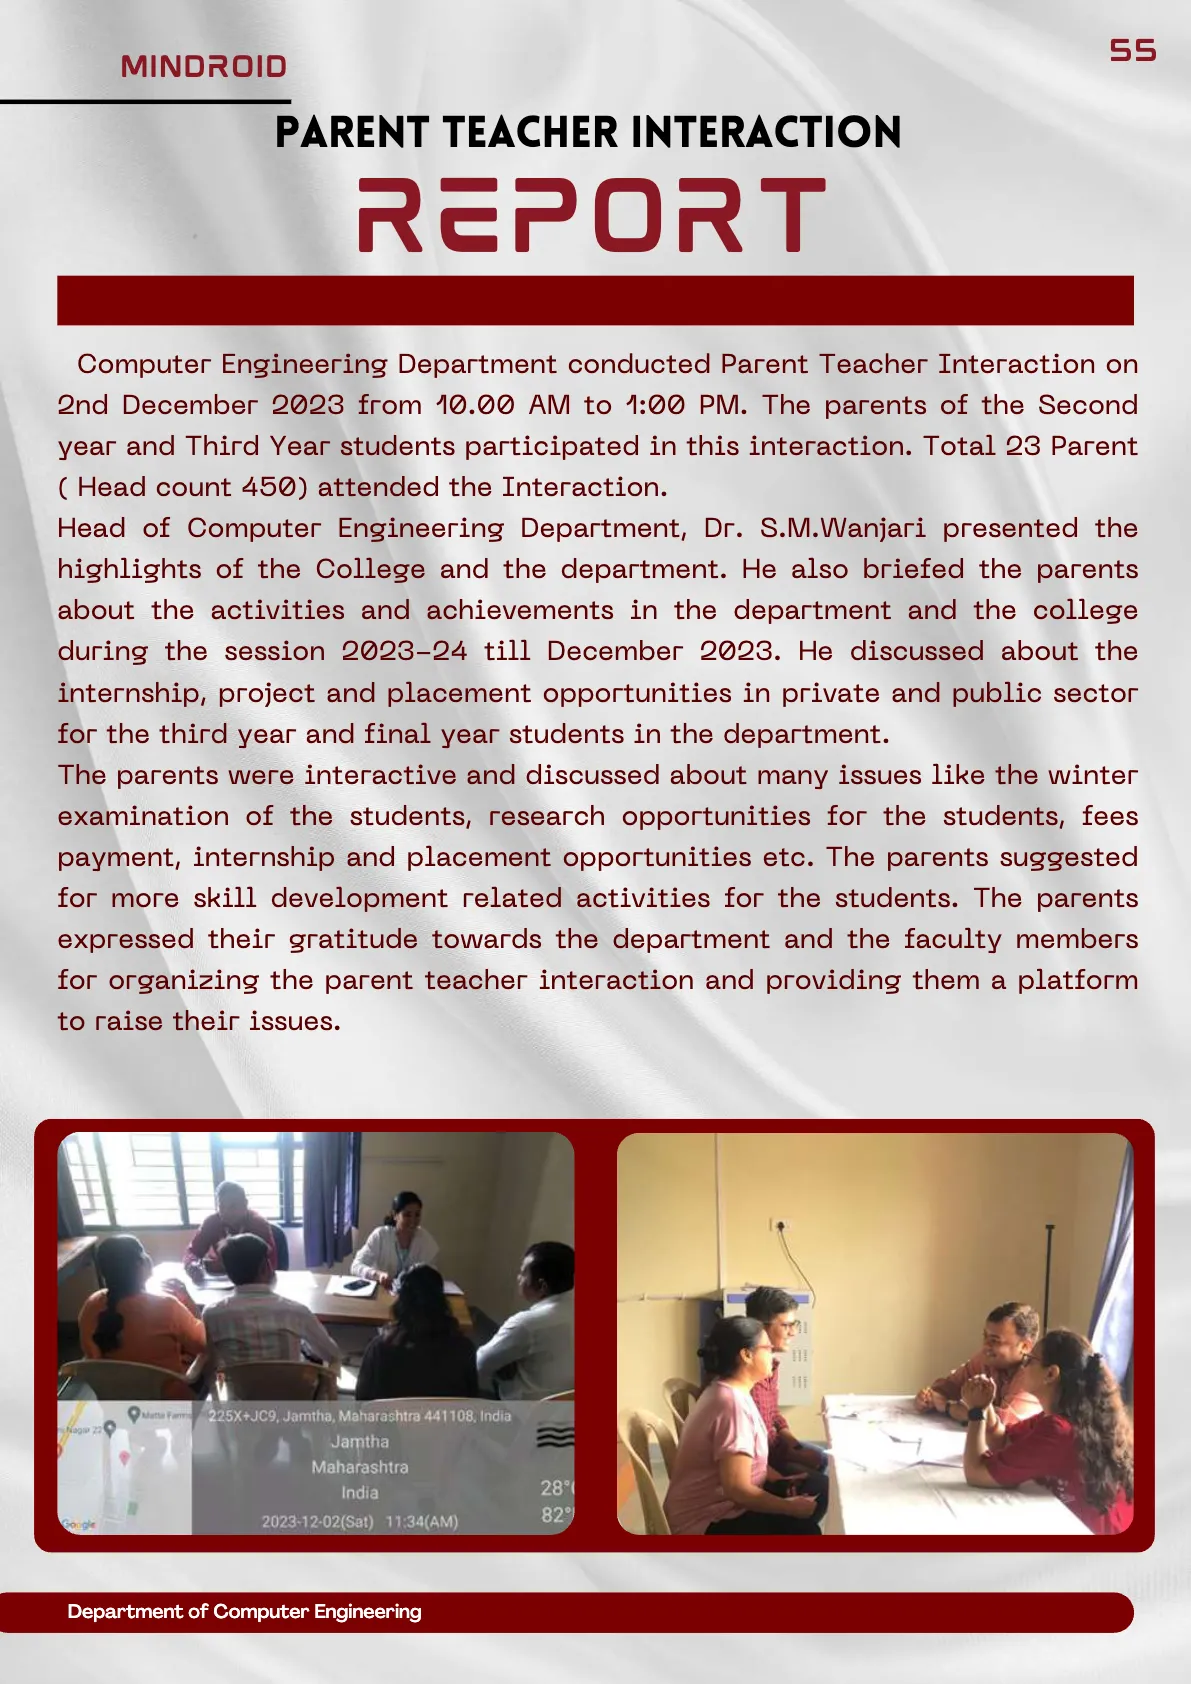 MINDROID
55
PARENT TEACHER INTERACTION
REPORT
Computer Engineering Department conducted Parent Teacher Interaction on
2nd December 2023 from 10.00 AM to 1:00 PM. The parents of the Second
year and Third Year students participated in this interaction. Total 23 Parent
( Head count 450) attended the Interaction.
Head of Computer Engineering Department, Dr. S.M.Wanjari presented the
highlights of the College and the department. He also briefed the parents
about the activities and achievements in the department and the college
during the session 2023-24 till December 2023. He discussed about the
internship, project and placement opportunities in private and public sector
for the third year and final year students in the department.
The parents were interactive and discussed about many issues like the winter
examination of the students, research opportunities for the students, fees
payment, internship and placement opportunities etc. The parents suggested
for more skill development related activities for the students. The parents
expressed their gratitude towards the department and the faculty members
for organizing the parent teacher interaction and providing them a platform
to raise their issues.
Matte Farms
Nagar 22
225X+JC9, Jamtha, Maharashtra 441108, India
Jamtha
Maharashtra
India
28°
82°
2023-12-02(Sat) 11:34(AM)
Google
Department of Computer Engineering